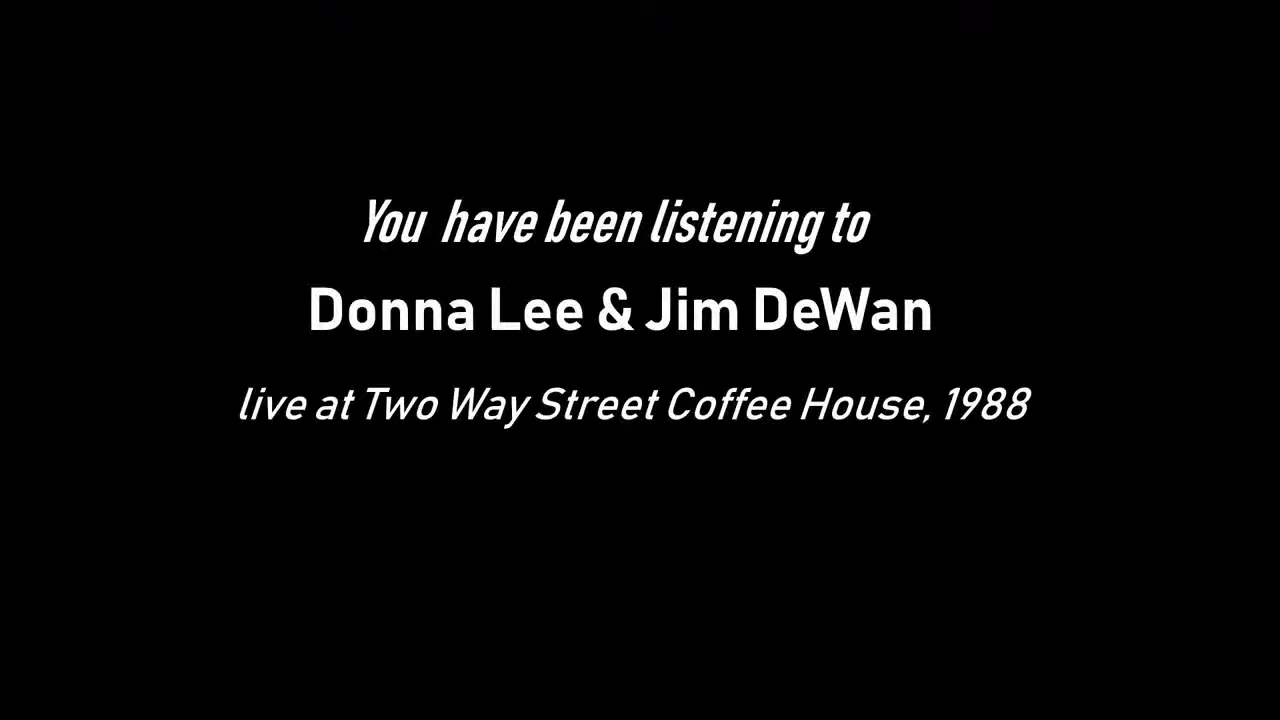 You have been listening to
Donna Lee & Jim DeWan
live at Two Way Street Coffee House, 1988